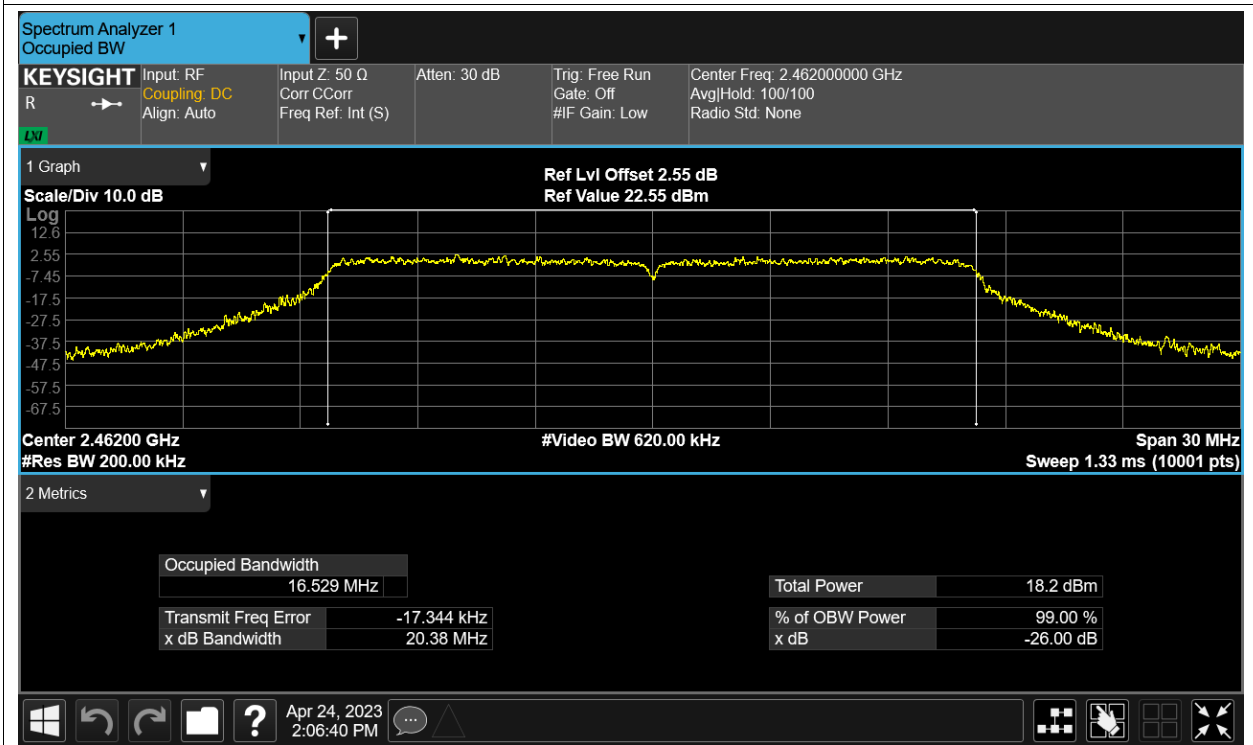 Spectrum Analyzer 1
Occupied BW
KEYSIGHT
R
LXI
Input: RF
Coupling: DC
Align: Auto
Input Z: 50 Ω
Corr CCorr
Freq Ref: Int (S)
Atten: 30 dB
Trig: Free Run
Gate: Off
#IF Gain: Low
Center Freq: 2.462000000 GHz
Avg|Hold: 100/100
Radio Std: None
1 Graph
Scale/Div 10.0 dB
Ref Lvl Offset 2.55 dB
Ref Value 22.55 dBm
Log
12.6
2.55
-7.45
-17.5
-27.5
-37.5
-47.5
-57.5
-67.5
Center 2.46200 GHz
#Res BW 200.00 kHz
#Video BW 620.00 kHz
Span 30 MHz
Sweep 1.33 ms (10001 pts)
2 Metrics
Occupied Bandwidth
16.529 MHz
Transmit Freq Error -17.344 kHz
x dB Bandwidth 20.38 MHz
Total Power 18.2 dBm
% of OBW Power 99.00 %
x dB -26.00 dB
?
Apr 24, 2023
2:06:40 PM